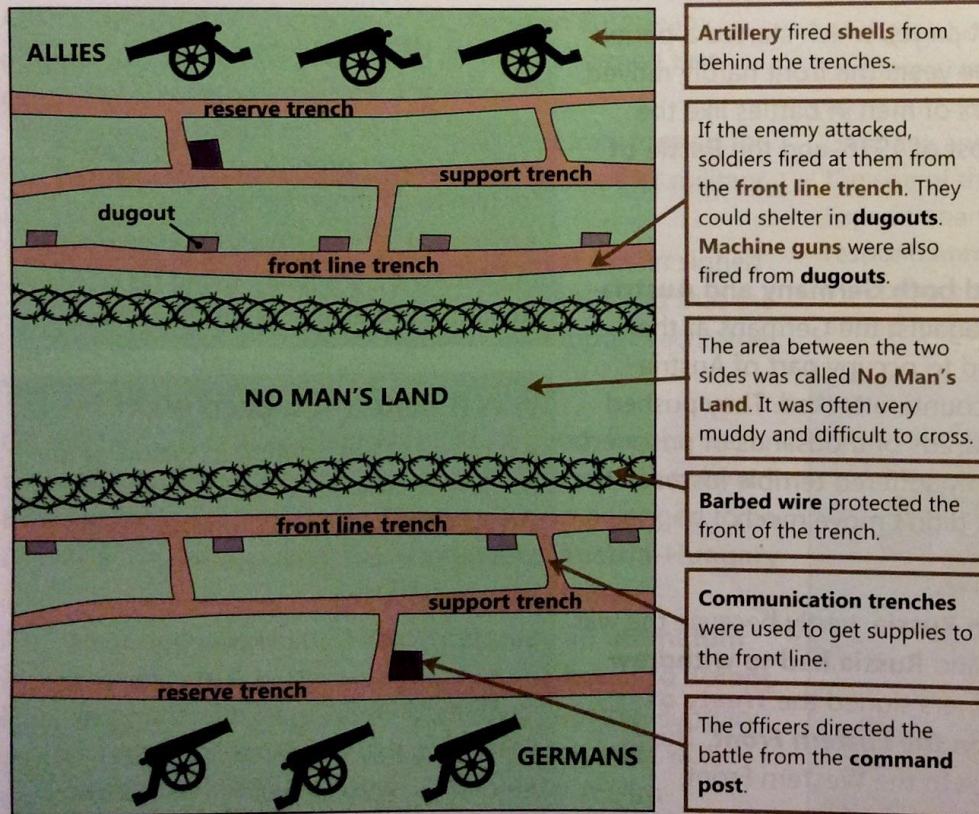 ALLIES
reserve trench
support trench
dugout
front line trench
NO MAN'S LAND
front line trench
support trench
reserve trench
GERMANS
Artillery fired shells from
behind the trenches.
If the enemy attacked,
soldiers fired at them from
the front line trench. They
could shelter in dugouts.
Machine guns were also
fired from dugouts.
The area between the two
sides was called No Man's
Land. It was often very
muddy and difficult to cross.
Barbed wire protected the
front of the trench.
Communication trenches
were used to get supplies to
the front line.
The officers directed the
battle from the command
post.